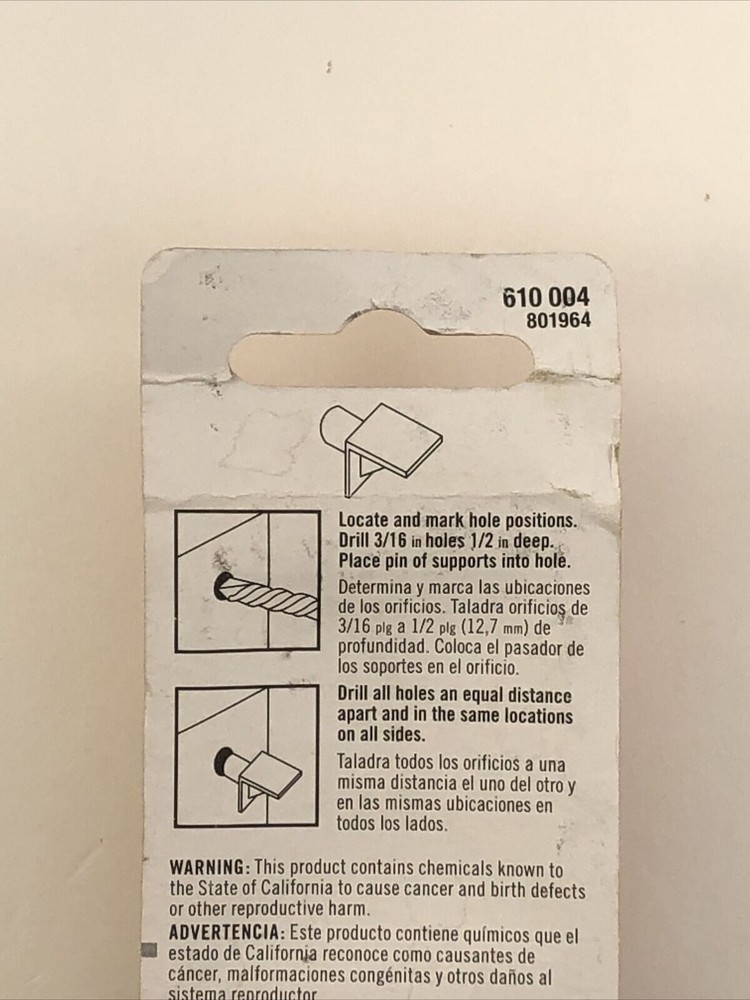 610 004
801964
Locate and mark hole positions.
Drill 3/16 in holes 1/2 in deep.
Place pin of supports into hole.
Determina y marca las ubicaciones
de los orificios. Taladra orificios de
3/16 plg a 1/2 plg (12,7 mm) de
profundidad. Coloca el pasador de
los soportes en el orificio.
Drill all holes an equal distance
apart and in the same locations
on all sides.
Taladra todos los orificios a una
misma distancia el uno del otro y
en las mismas ubicaciones en
todos los lados.
WARNING: This product contains chemicals known to
the State of California to cause cancer and birth defects
or other reproductive harm.
ADVERTENCIA: Este producto contiene químicos que el
estado de California reconoce como causantes de
cáncer, malformaciones congénitas y otros daños al
sistema reproductor.